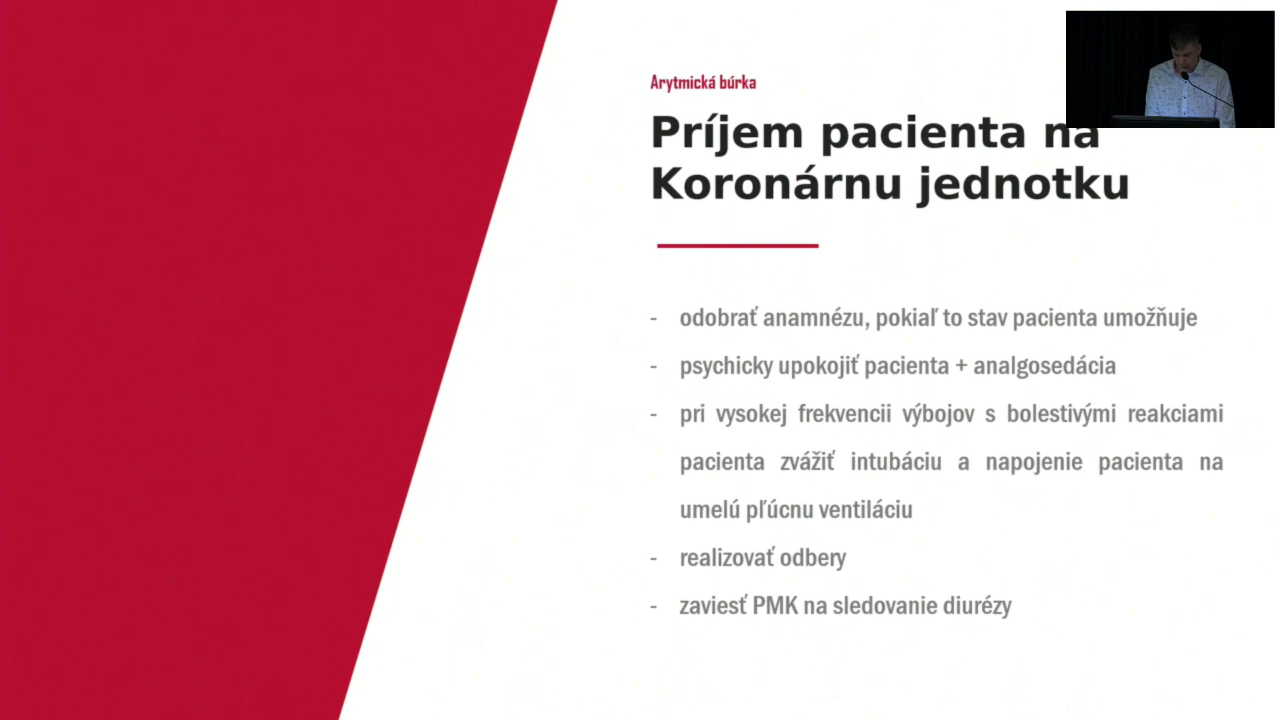 Arytmická búrka
Príjem pacienta na
Koronárnu jednotku
- odobrať anamnézu, pokiaľ to stav pacienta umožňuje
- psychicky upokojiť pacienta + analgosedácia
- pri vysokej frekvencii výbojov s bolestivými reakciami
pacienta zvážiť intubáciu a napojenie pacienta na
umelú pľúcnu ventiláciu
- realizovať odbery
- zaviesť PMK na sledovanie diurézy